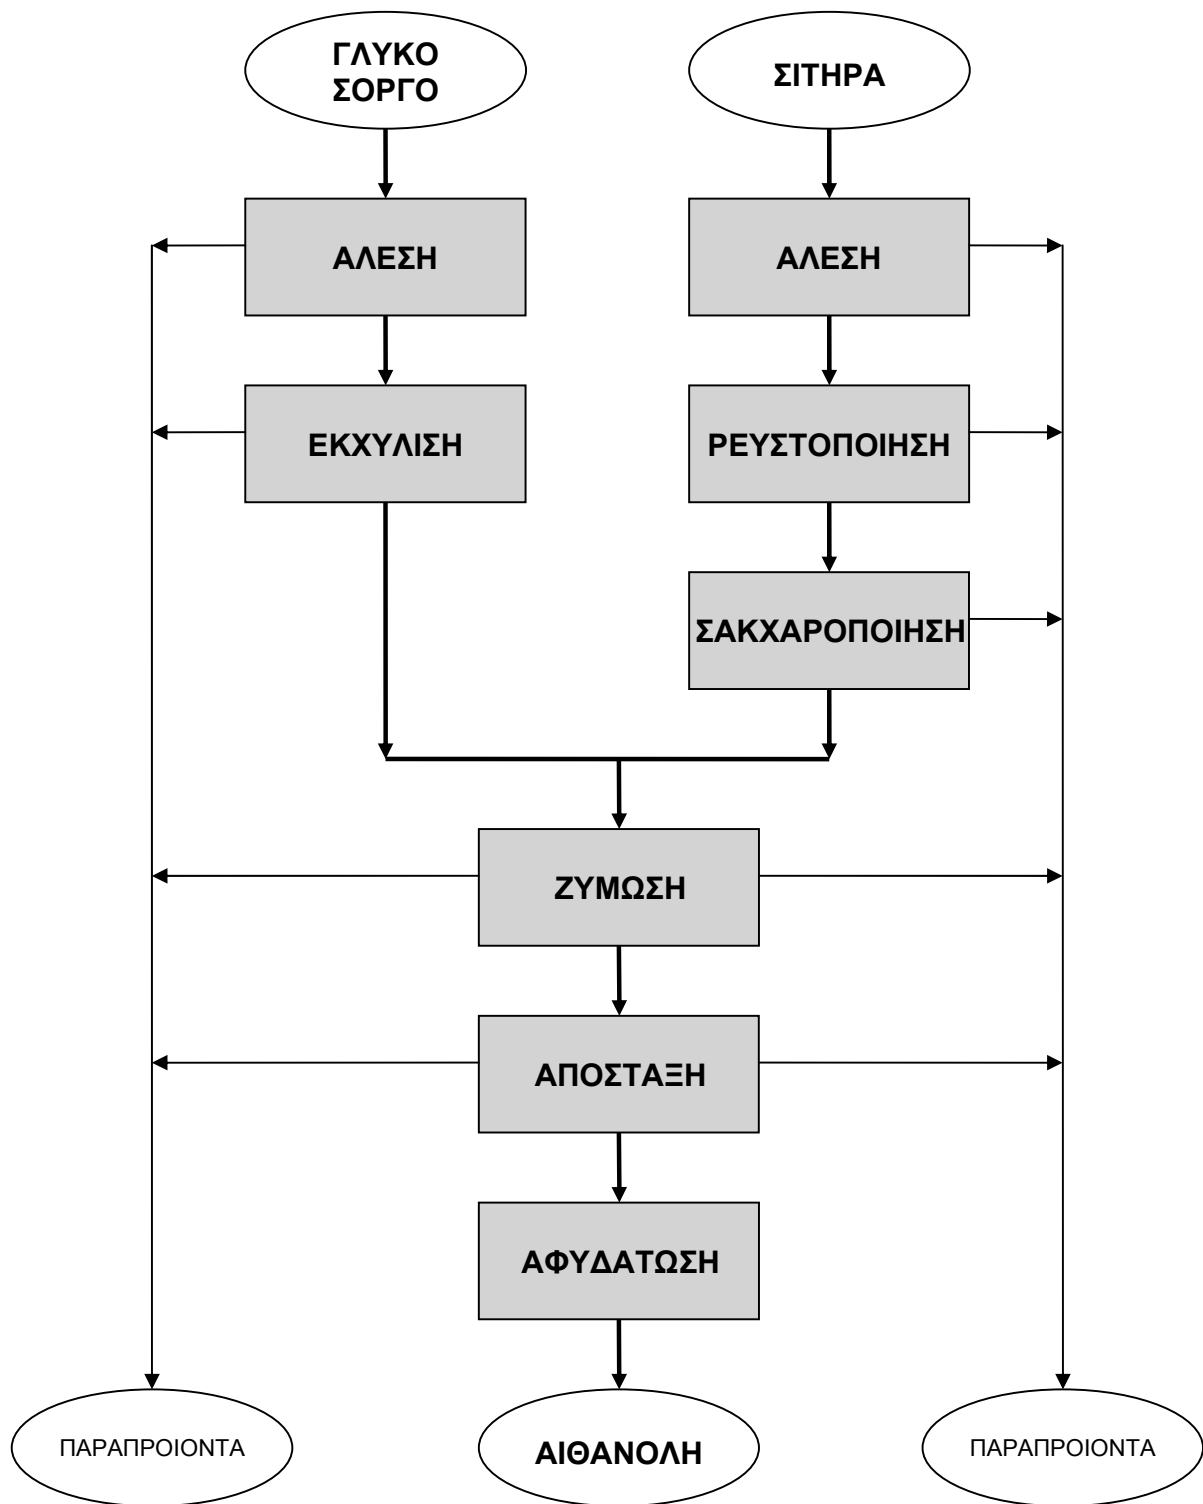 ΓΛΥΚΟ
ΣΟΡΓΟ
ΣΙΤΗΡΑ
ΑΛΕΣΗ
ΑΛΕΣΗ
ΕΚΧΥΛΙΣΗ
ΡΕΥΣΤΟΠΟΙΗΣΗ
ΣΑΚΧΑΡΟΠΟΙΗΣΗ
ΖΥΜΩΣΗ
ΑΠΟΣΤΑΞΗ
ΑΦΥΔΑΤΩΣΗ
ΠΑΡΑΠΡΟΙΟΝΤΑ
ΑΙΘΑΝΟΛΗ
ΠΑΡΑΠΡΟΙΟΝΤΑ